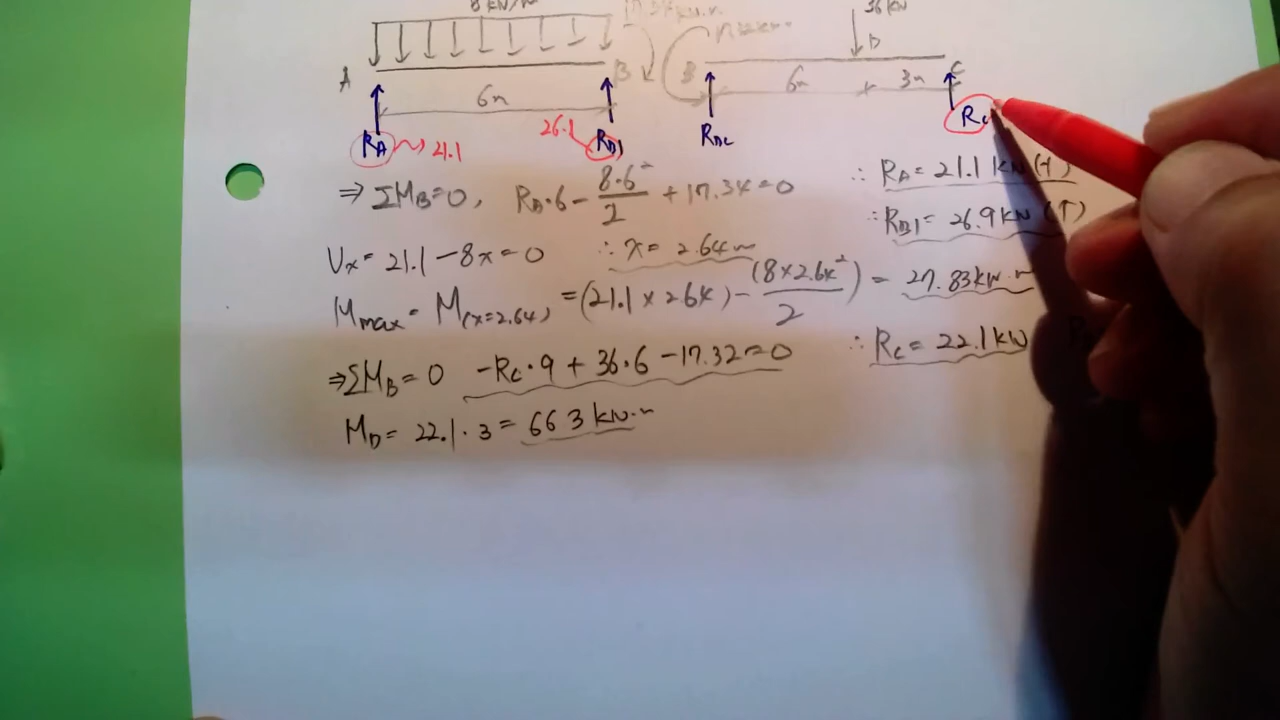 36 KN
A
B
B
D
C
6m
6m
3m
RA
21.1
26.1
RB1
RBC
RC
⇒ ΣMB=0, RA·6 - 8·6²/2 + 17.34=0
∴ RA = 21.1 KN (↑)
∴ RB1 = 26.9 KN (↑)
Vx = 21.1 - 8x = 0 ∴ x = 2.64m
Mmax = M(x=2.64) = (21.1 × 2.64) - (8×2.64²/2) = 27.83 kN·m
⇒ ΣMB = 0 -RC·9 + 36·6 - 17.32=0 ∴ RC = 22.1 kN
MD = 22.1·3 = 66.3 kN·m